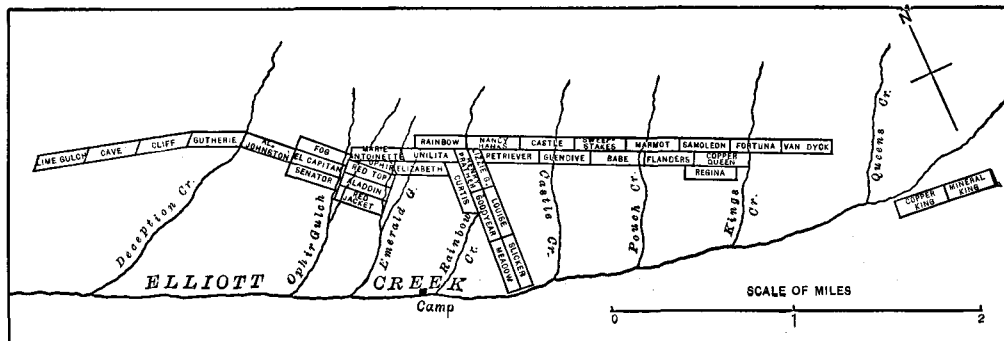 N
LIME GULCH
CAVE
CLIFF
GUTHERIE
AL.
JOHNSTON
FOG
EL CAPITAN
SENATOR
MARIE
ANTOINETTE
OPHIR
RED TOP
ALADDIN
RED
JACKET
RAINBOW
UNILITA
ELIZABETH
NANCY
HANKS
CASTLE
SWEEP
STAKES
MARMOT
SAMOLEON
FORTUNA
VAN DYCK
PETRIEVER
GLENDIVE
BABE
FLANDERS
COPPER
QUEEN
REGINA
LIZZIE G.
LOUISE
SLICKER
GOODYEAR
MEADOW
CURTIS
COPPER
KING
MINERAL
KING
Deception Cr.
Ophir Gulch
Emerald G.
Rainbow
Cr.
Castle
Cr.
Pouch Cr.
Kings
Cr.
Queens
Cr.
ELLIOTT CREEK
Camp
SCALE OF MILES
0 1 2